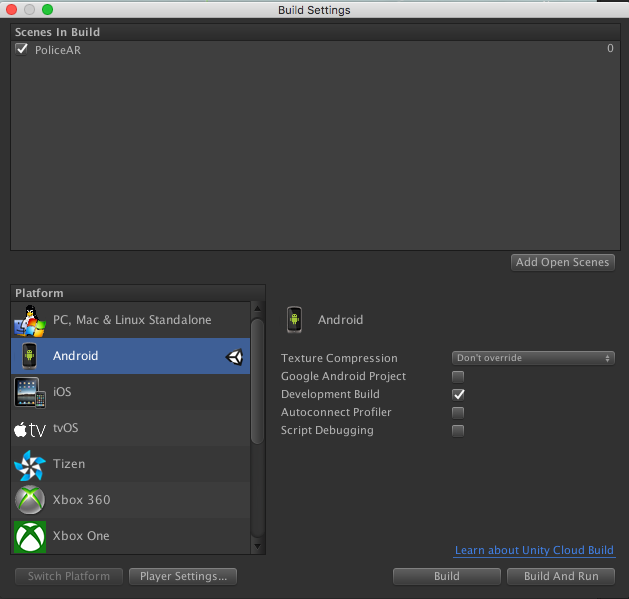 Build Settings
Scenes In Build
PoliceAR 0
Add Open Scenes
Platform
PC, Mac & Linux Standalone
Android
iOS
tv tvOS
Tizen
Xbox 360
Xbox One
Android
Texture Compression Don't override
Google Android Project
Development Build
Autoconnect Profiler
Script Debugging
Learn about Unity Cloud Build
Switch Platform Player Settings... Build Build And Run